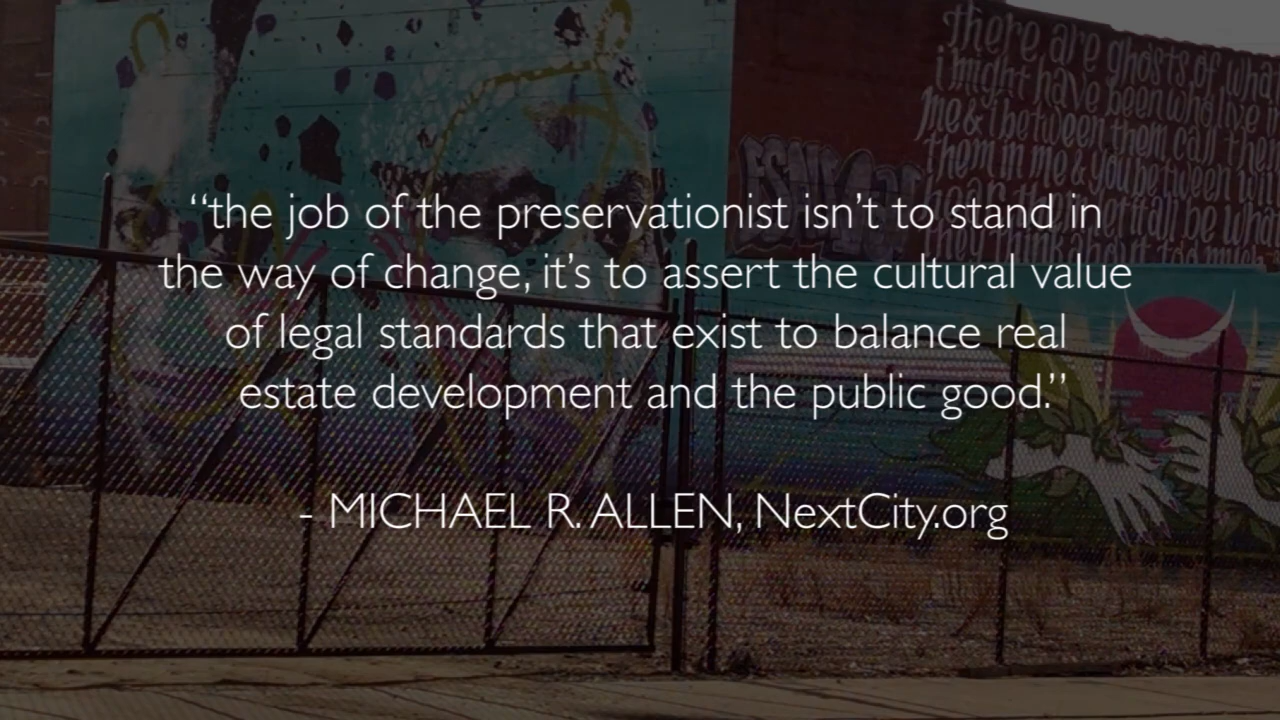 “the job of the preservationist isn’t to stand in
the way of change, it’s to assert the cultural value
of legal standards that exist to balance real
estate development and the public good.”
- MICHAEL R. ALLEN, NextCity.org
there are ghosts of what
i might have been who live in
me & i between them call them
them in me & you between